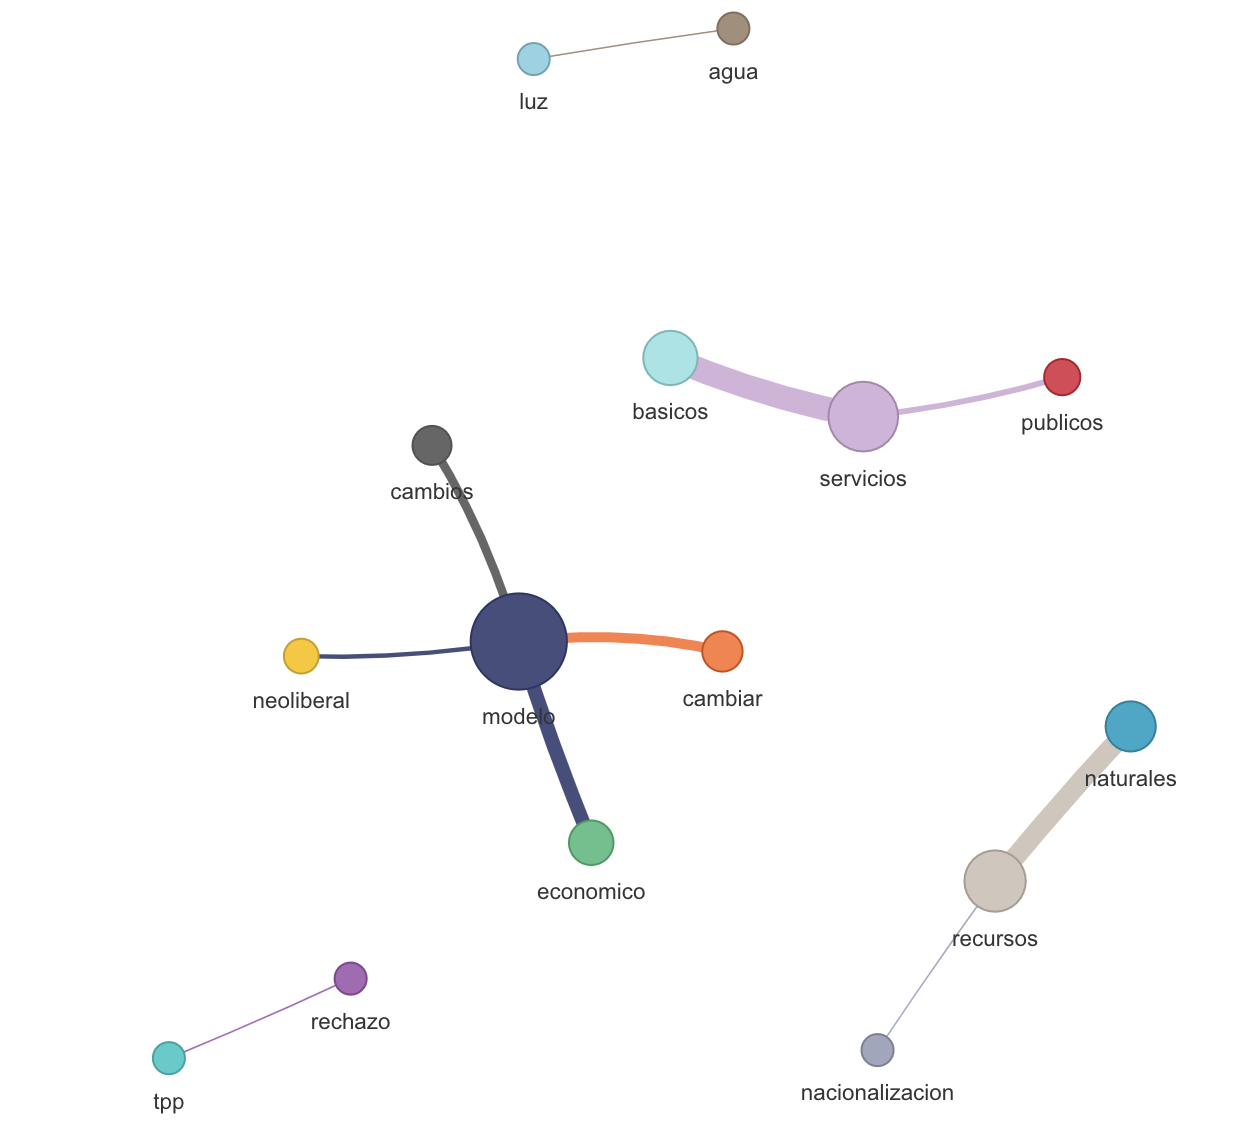 agua
luz
basicos
publicos
servicios
cambios
neoliberal
cambiar
modelo
naturales
economico
recursos
rechazo
nacionalizacion
tpp